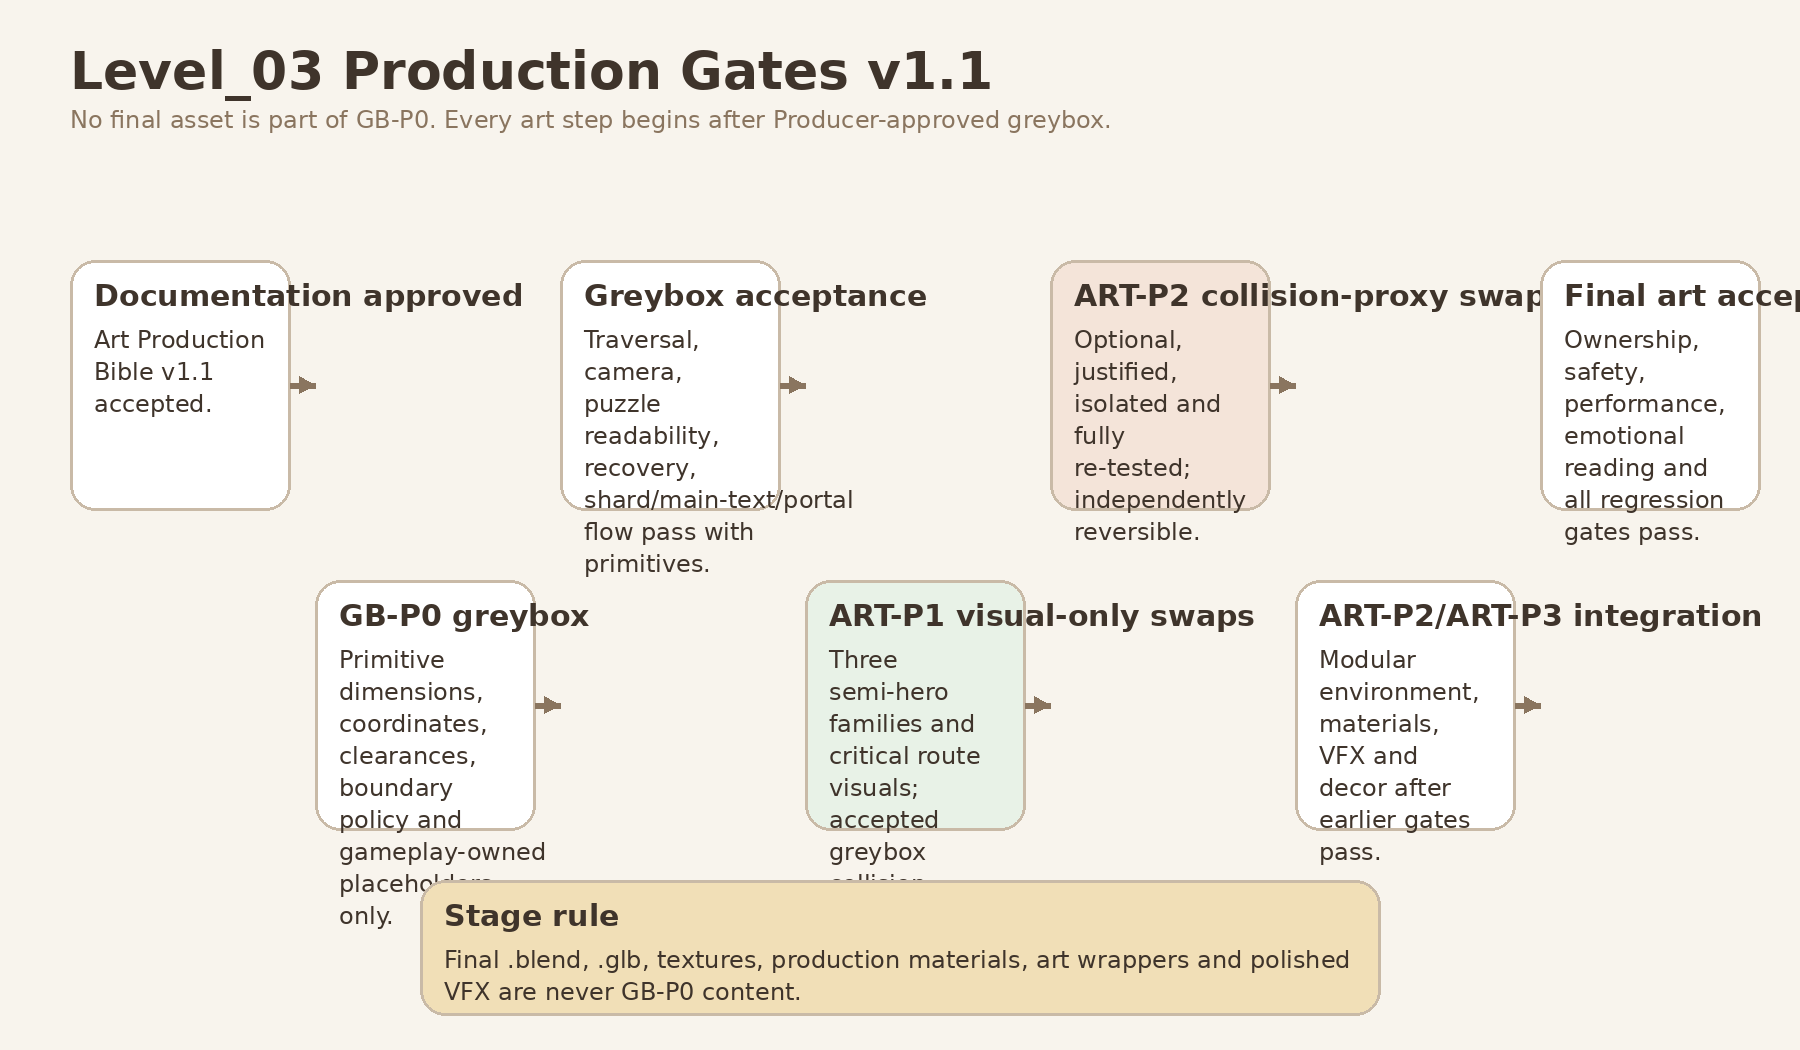 Level_03 Production Gates v1.1
No final asset is part of GB-P0. Every art step begins after Producer-approved greybox.
Documentation approved
Art Production
Bible v1.1
accepted.
GB-P0 greybox
Primitive
dimensions,
coordinates,
clearances,
boundary
policy and
gameplay-owned
placeholders
only.
Greybox acceptance
Traversal,
camera,
puzzle
readability,
recovery,
shard/main-text/portal
flow pass with
primitives.
ART-P1 visual-only swaps
Three
semi-hero
families and
critical route
visuals;
accepted
greybox
collision
ART-P2 collision-proxy swap
Optional,
justified,
isolated and
fully
re-tested;
independently
reversible.
ART-P2/ART-P3 integration
Modular
environment,
materials,
VFX and
decor after
earlier gates
pass.
Final art
Ownership,
safety,
performance,
emotional
reading and
all regression
gates pass.
Stage rule
Final .blend, .glb, textures, production materials, art wrappers and polished
VFX are never GB-P0 content.